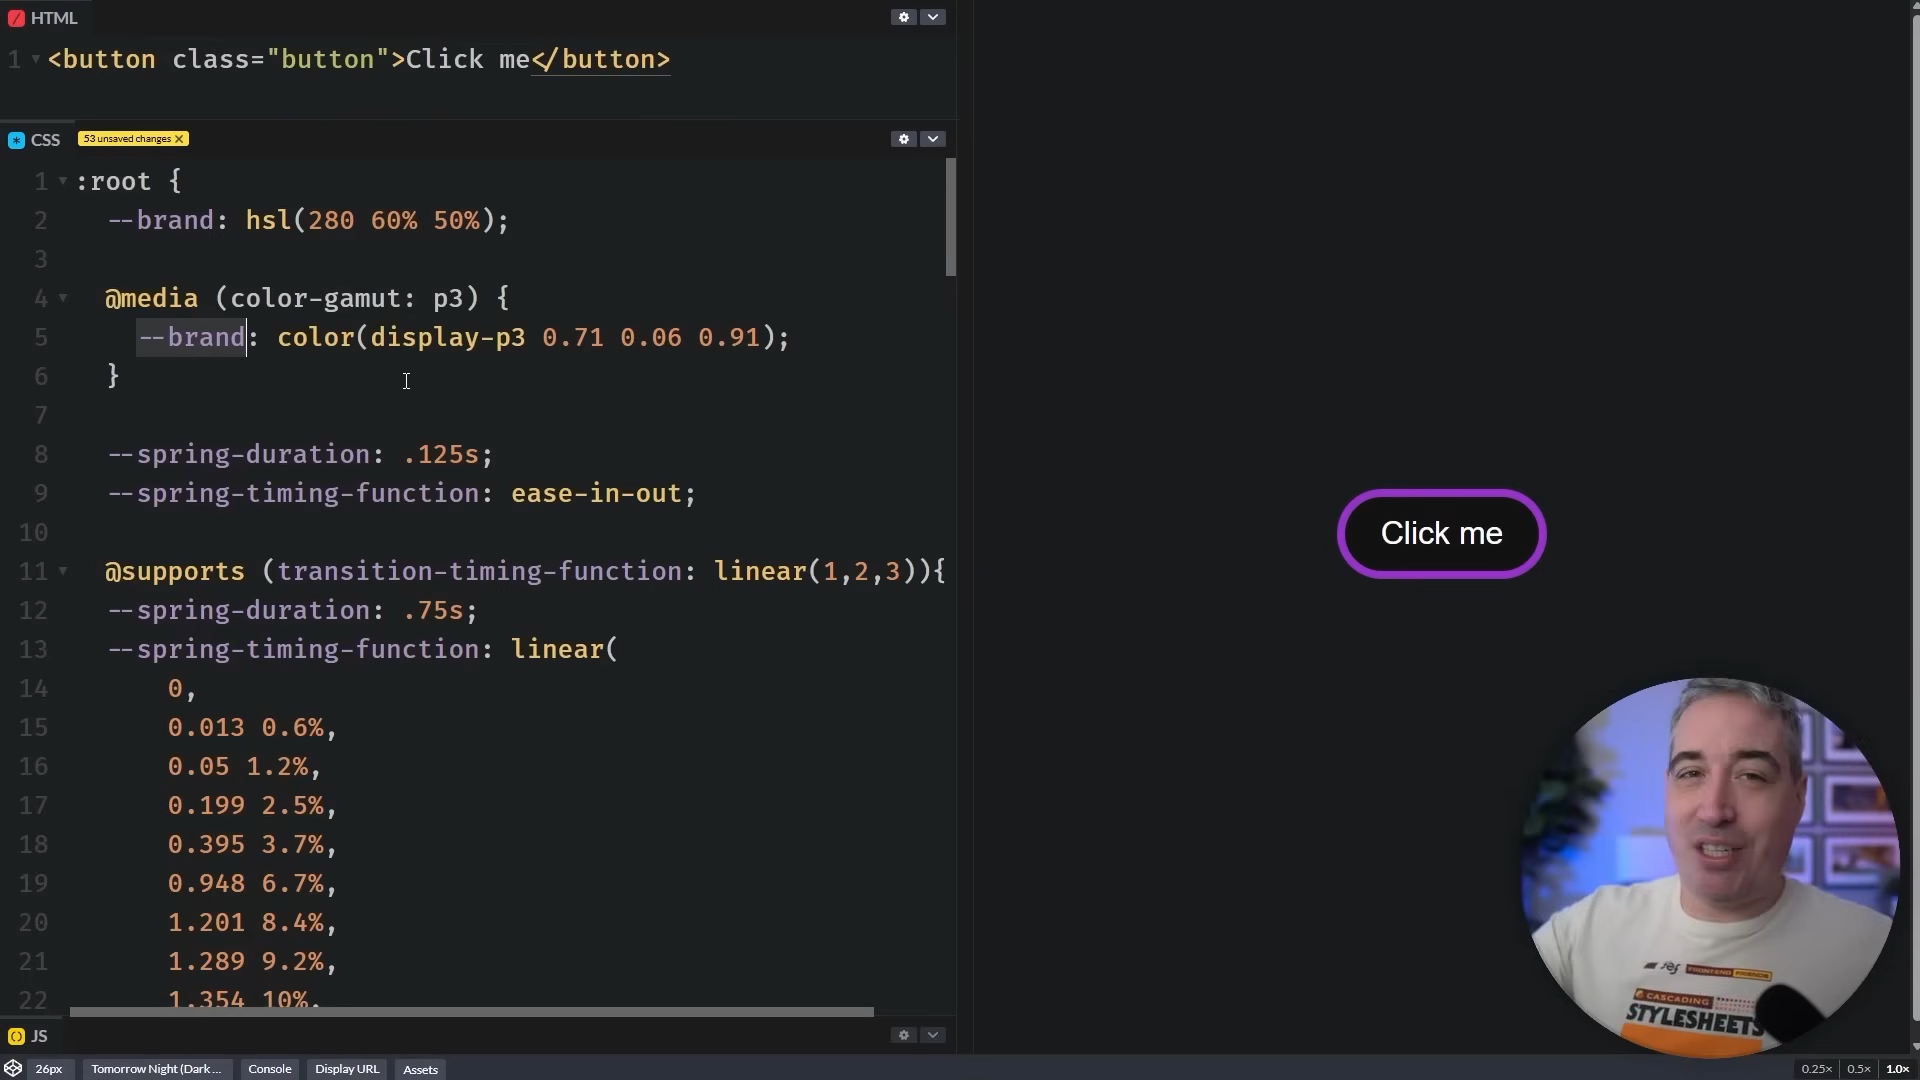 HTML
1 <button class="button">Click me</button>
CSS 53 unsaved changes ×
1 :root {
2 --brand: hsl(280 60% 50%);
3
4 @media (color-gamut: p3) {
5 --brand: color(display-p3 0.71 0.06 0.91);
6 }
7
8 --spring-duration: .125s;
9 --spring-timing-function: ease-in-out;
10
11 @supports (transition-timing-function: linear(1,2,3)){
12 --spring-duration: .75s;
13 --spring-timing-function: linear(
14 0,
15 0.013 0.6%,
16 0.05 1.2%,
17 0.199 2.5%,
18 0.395 3.7%,
19 0.948 6.7%,
20 1.201 8.4%,
21 1.289 9.2%,
22 1.354 10%,
JS
26px Tomorrow Night (Dark ... Console Display URL Assets
Click me
FRONT-END FRIENDS
CASCADING
STYLESHEETS
0.25× 0.5× 1.0×